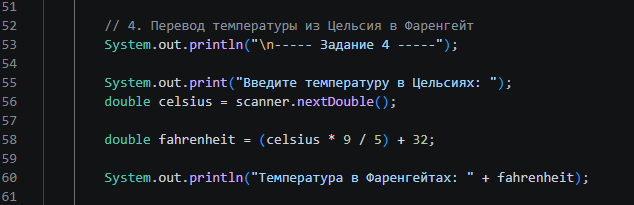 51
52 // 4. Перевод температуры из Цельсия в Фаренгейт
53 System.out.println("\n----- Задание 4 -----");
54
55 System.out.print("Введите температуру в Цельсиях: ");
56 double celsius = scanner.nextDouble();
57
58 double fahrenheit = (celsius * 9 / 5) + 32;
59
60 System.out.println("Температура в Фаренгейтах: " + fahrenheit);
61